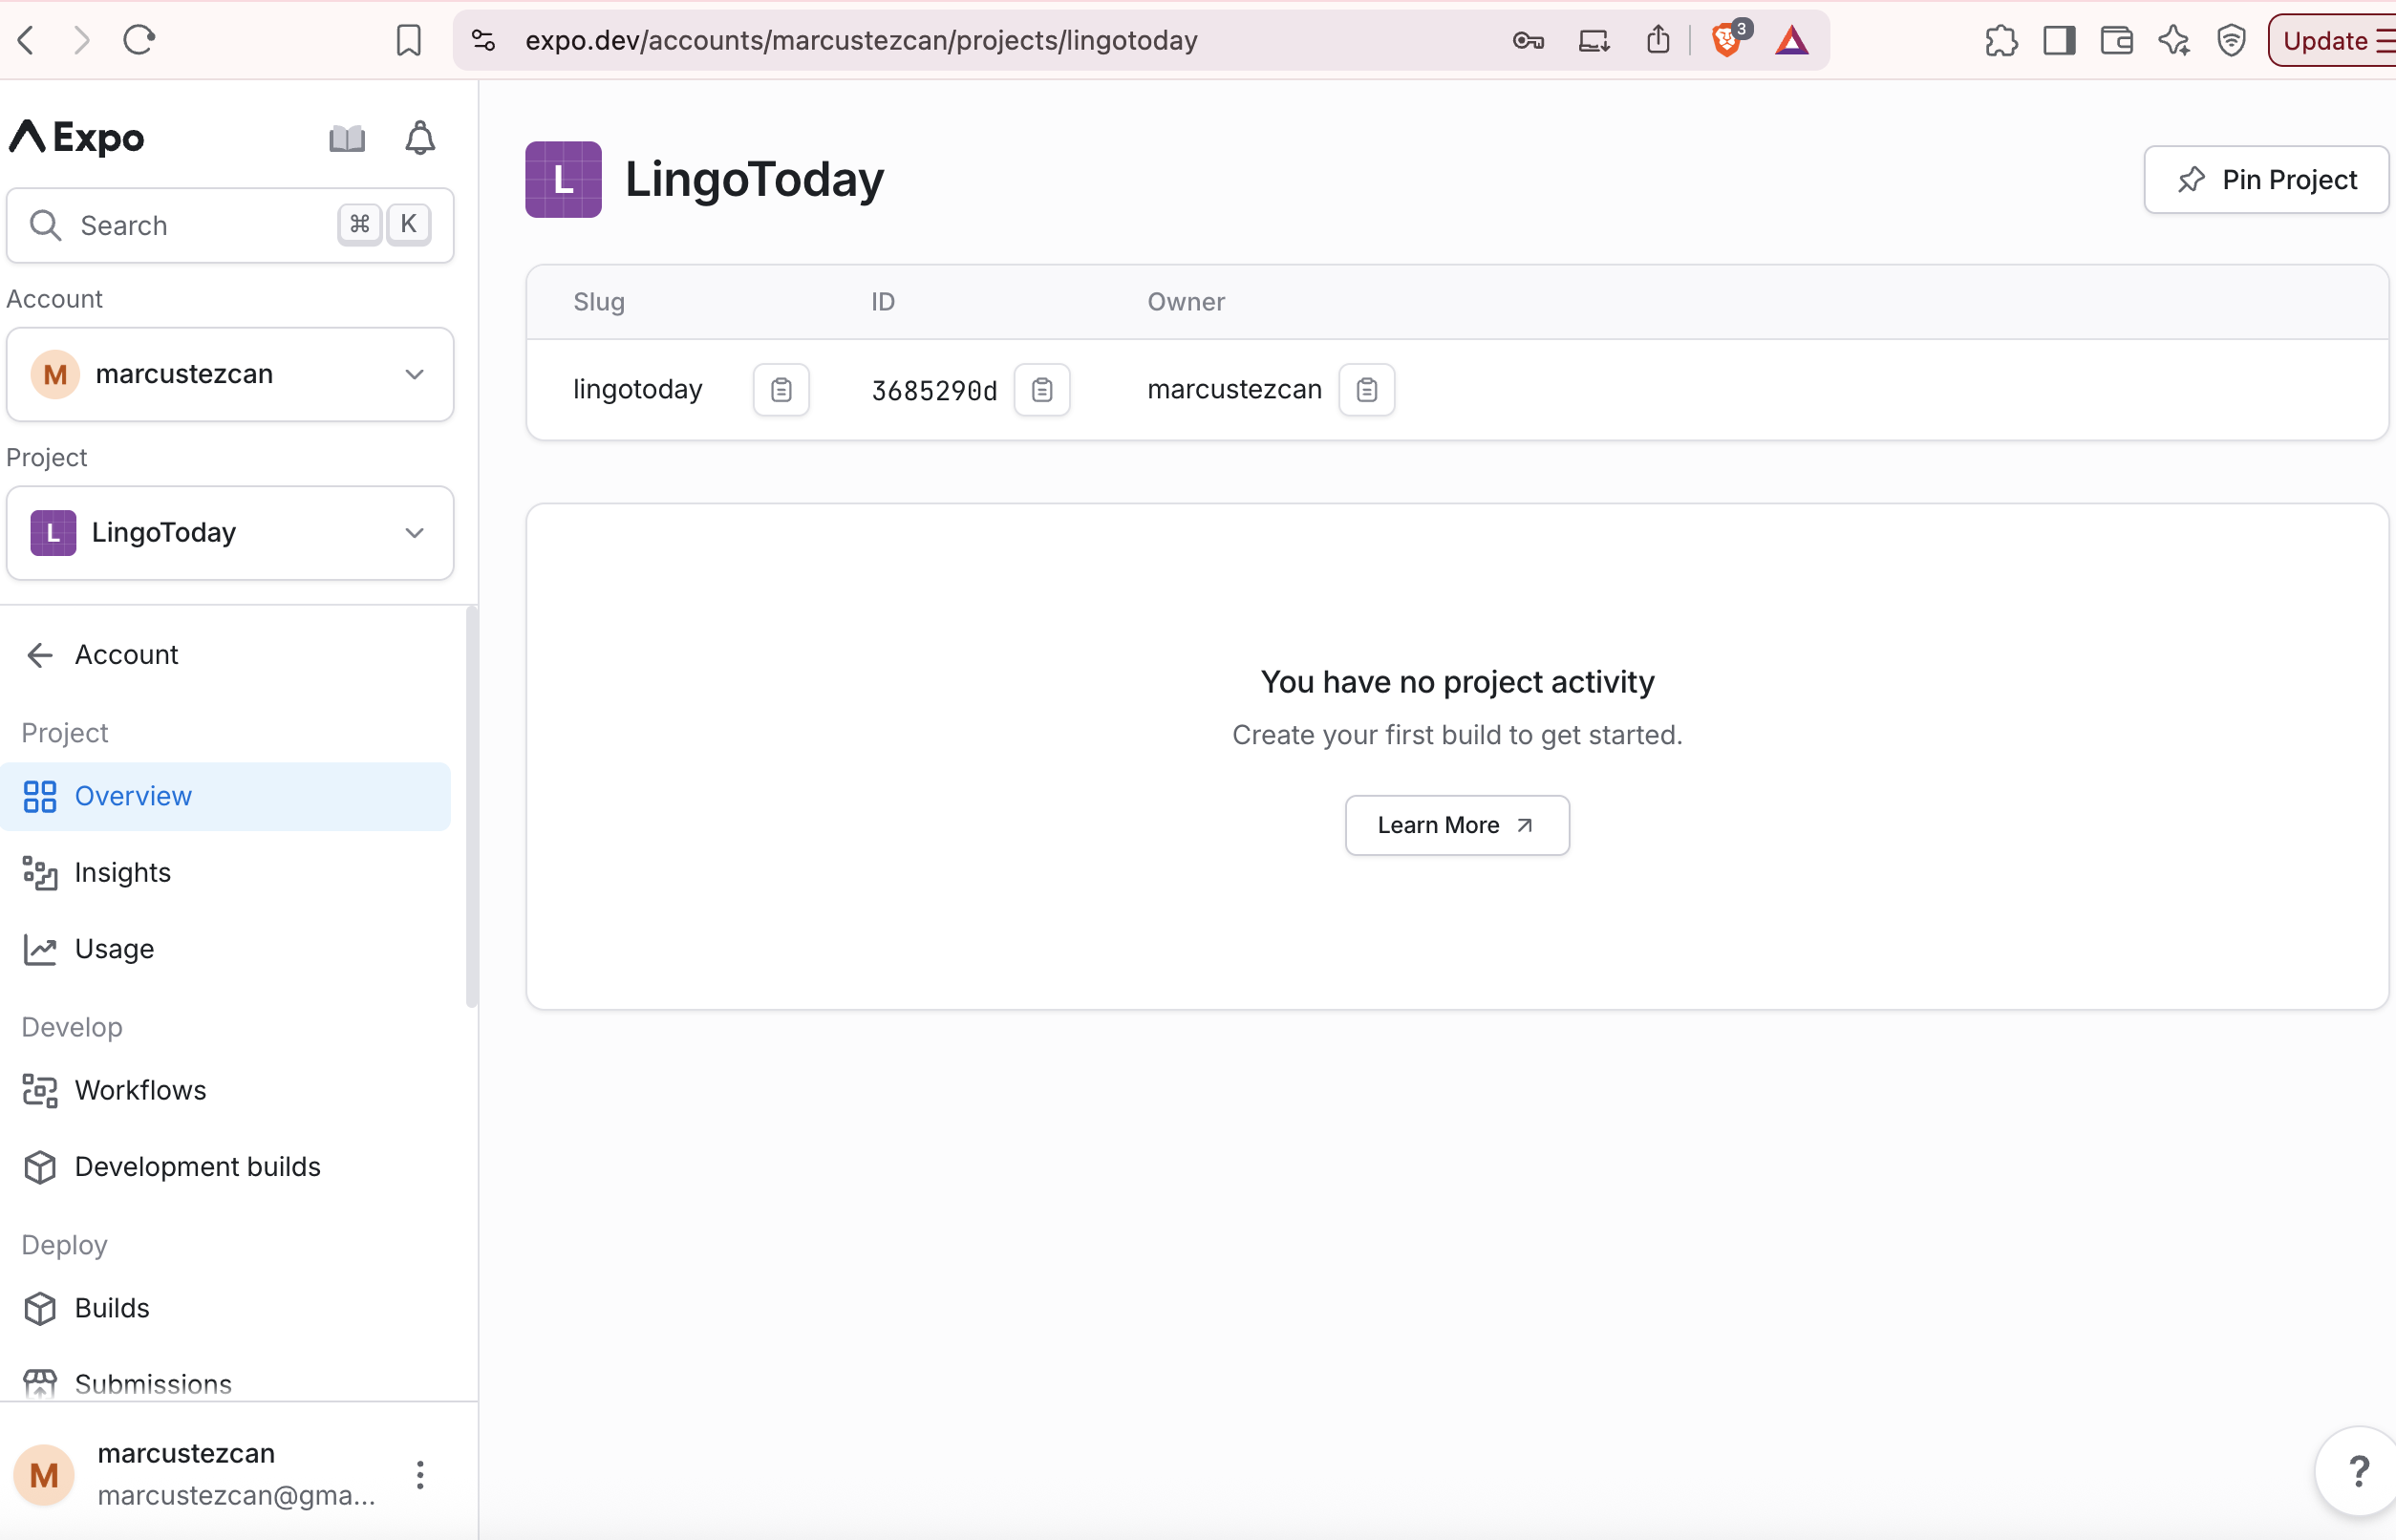 expo.dev/accounts/marcustezcan/projects/lingotoday
3
Update
Expo
Search
⌘ K
Account
M marcustezcan
Project
L LingoToday
Account
Project
Overview
Insights
Usage
Develop
Workflows
Development builds
Deploy
Builds
Submissions
M
marcustezcan
marcustezcan@gma...
L LingoToday
Pin Project
Slug ID Owner
lingotoday 3685290d marcustezcan
You have no project activity
Create your first build to get started.
Learn More
?